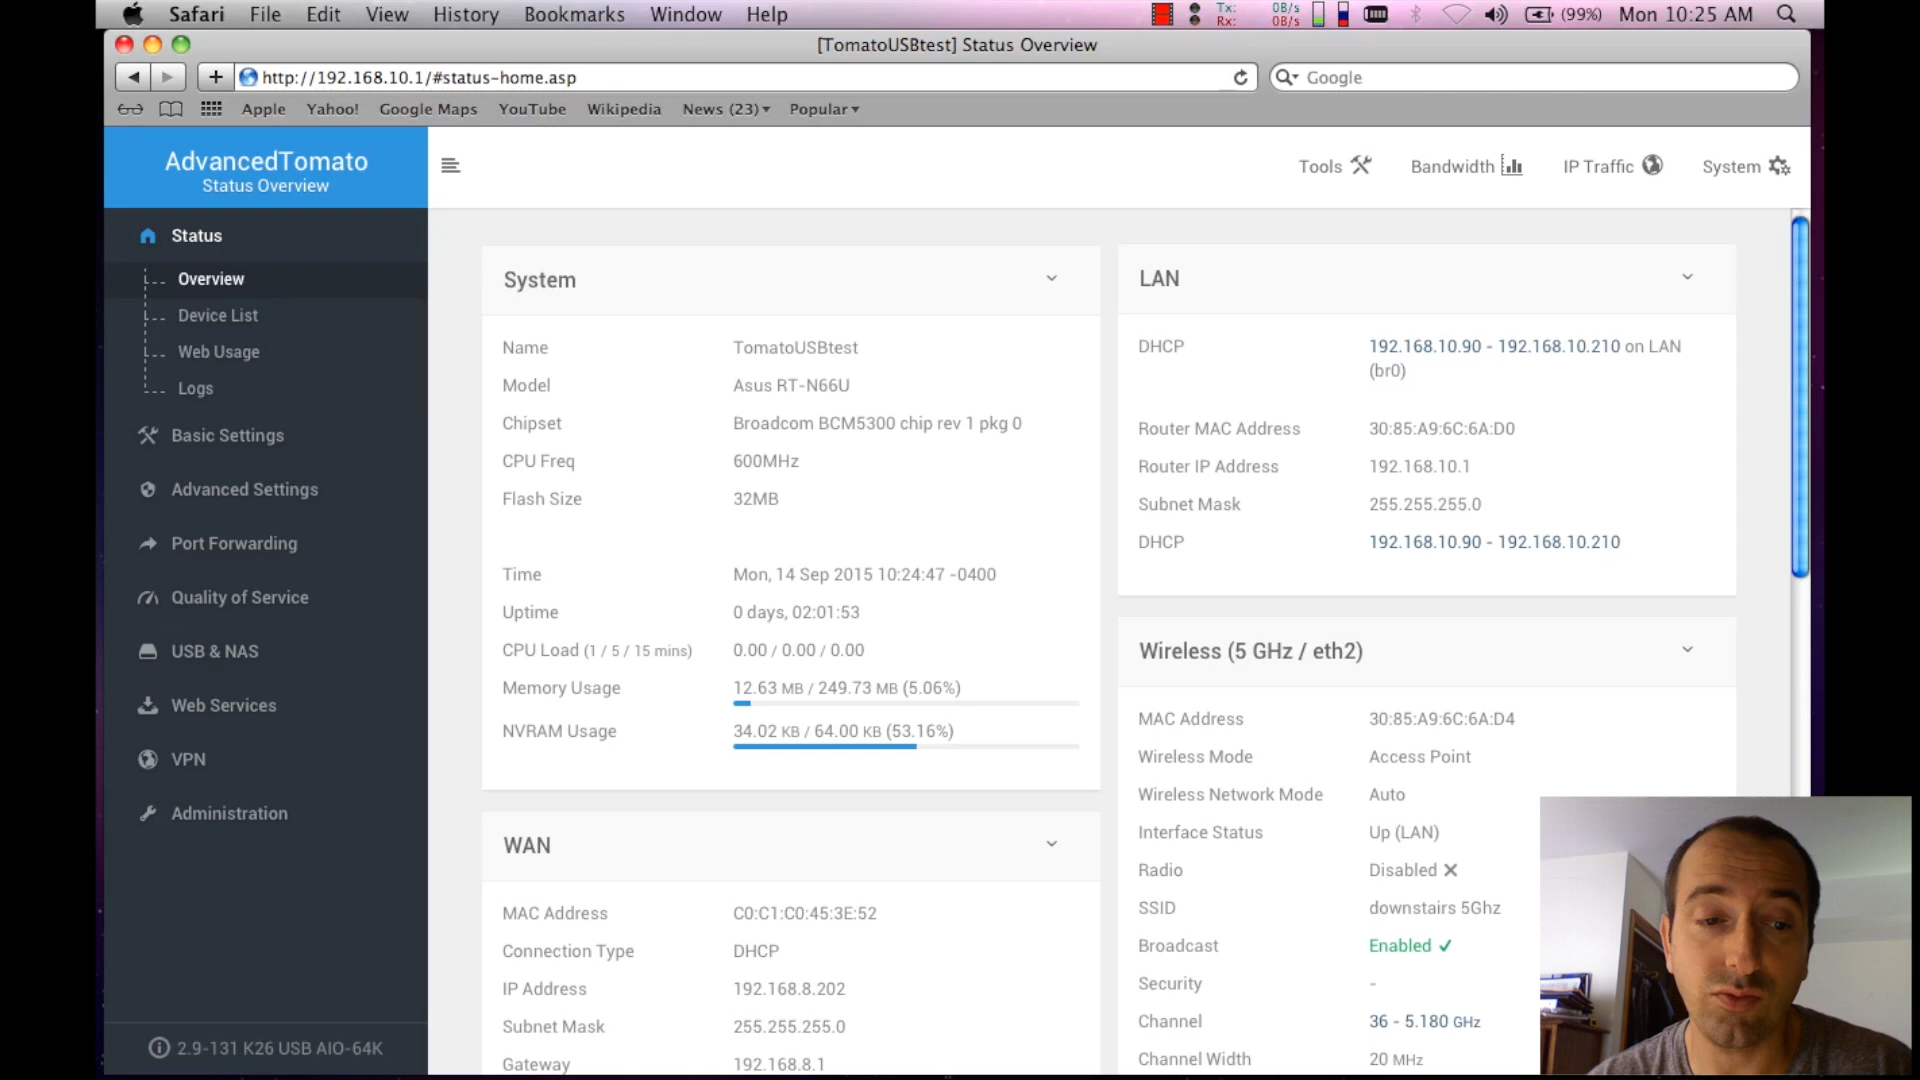 Safari File Edit View History Bookmarks Window Help Tx: 0B/s Rx: 0B/s (99%) Mon 10:25 AM
[TomatoUSBtest] Status Overview
http://192.168.10.1/#status-home.asp Google
Apple Yahoo! Google Maps YouTube Wikipedia News (23) Popular
AdvancedTomato
Status Overview
Tools Bandwidth IP Traffic System
Status
Overview
Device List
Web Usage
Logs
Basic Settings
Advanced Settings
Port Forwarding
Quality of Service
USB & NAS
Web Services
VPN
Administration
2.9-131 K26 USB AIO-64K
System
Name TomatoUSBtest
Model Asus RT-N66U
Chipset Broadcom BCM5300 chip rev 1 pkg 0
CPU Freq 600MHz
Flash Size 32MB
Time Mon, 14 Sep 2015 10:24:47 -0400
Uptime 0 days, 02:01:53
CPU Load (1 / 5 / 15 mins) 0.00 / 0.00 / 0.00
Memory Usage 12.63 MB / 249.73 MB (5.06%)
NVRAM Usage 34.02 KB / 64.00 KB (53.16%)
WAN
MAC Address C0:C1:C0:45:3E:52
Connection Type DHCP
IP Address 192.168.8.202
Subnet Mask 255.255.255.0
Gateway 192.168.8.1
LAN
DHCP 192.168.10.90 - 192.168.10.210 on LAN
(br0)
Router MAC Address 30:85:A9:6C:6A:D0
Router IP Address 192.168.10.1
Subnet Mask 255.255.255.0
DHCP 192.168.10.90 - 192.168.10.210
Wireless (5 GHz / eth2)
MAC Address 30:85:A9:6C:6A:D4
Wireless Mode Access Point
Wireless Network Mode Auto
Interface Status Up (LAN)
Radio Disabled
SSID downstairs 5Ghz
Broadcast Enabled
Security -
Channel 36 - 5.180 GHz
Channel Width 20 MHz